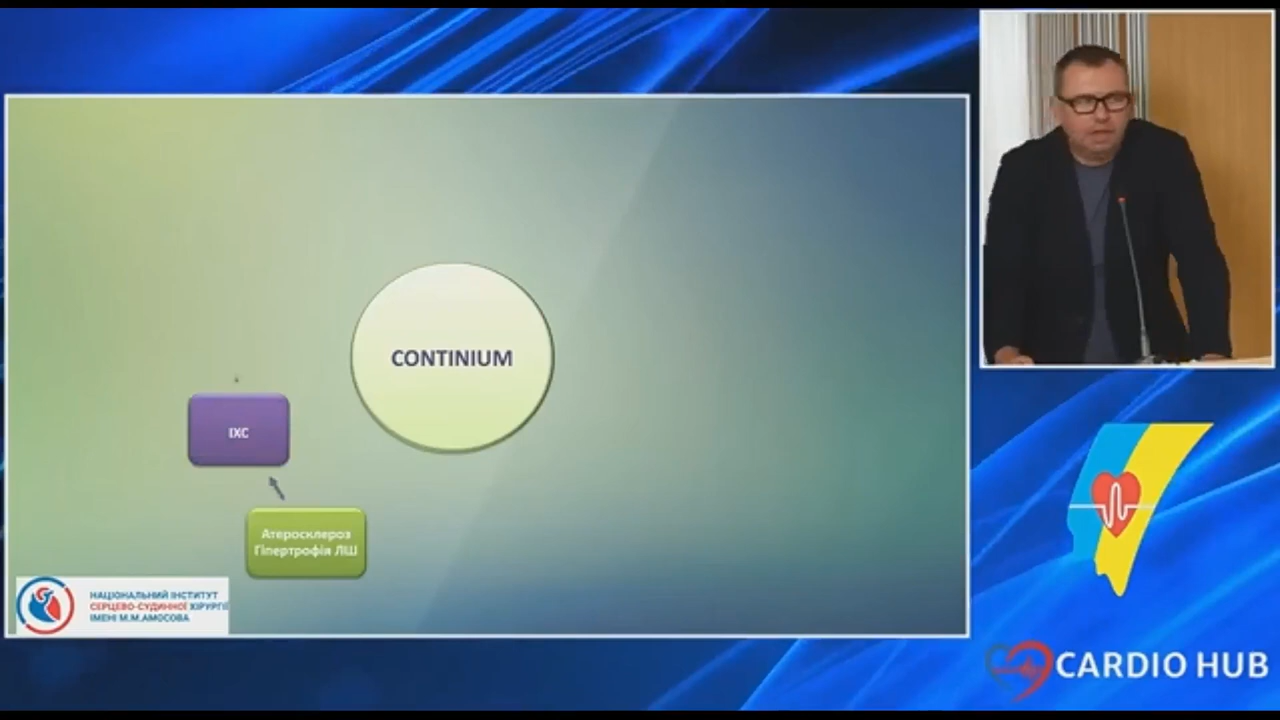 CONTINIUM
ІХС
Атеросклероз
Гіпертрофія ЛШ
НАЦІОНАЛЬНИЙ ІНСТИТУТ
СЕРЦЕВО-СУДИННОЇ ХІРУРГІЇ
ІМЕНІ М.М.АМОСОВА
CARDIO HUB